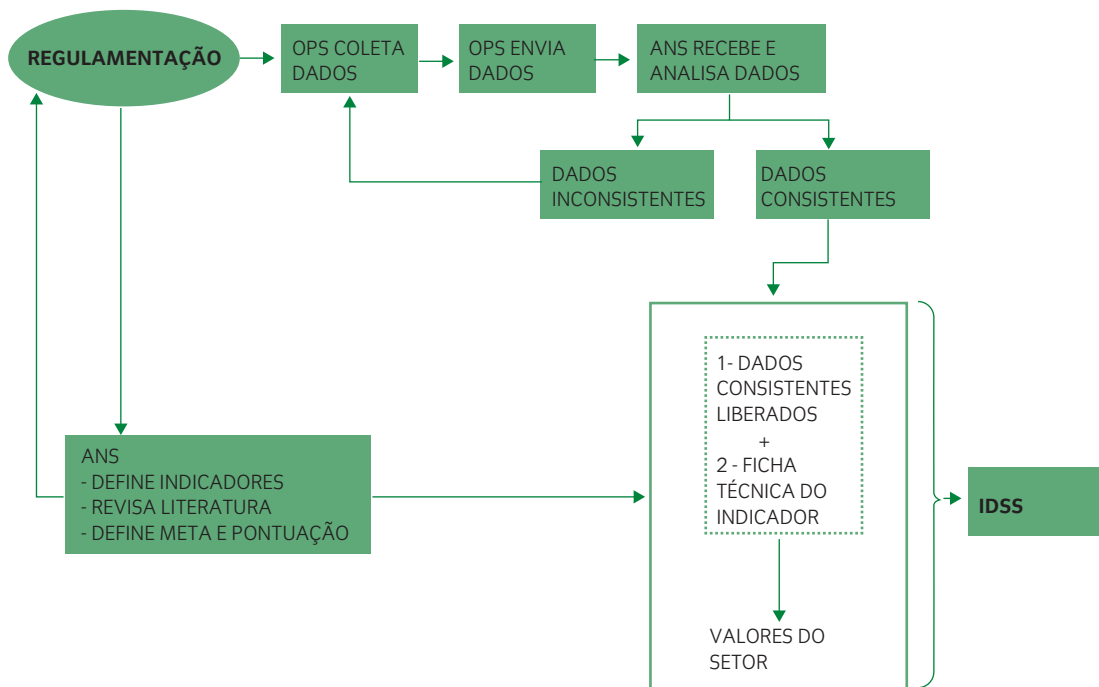 REGULAMENTAÇÃO
OPS COLETA
DADOS
OPS ENVIA
DADOS
ANS RECEBE E
ANALISA DADOS
DADOS
INCONSISTENTES
DADOS
CONSISTENTES
1- DADOS
CONSISTENTES
LIBERADOS
+
2 - FICHA
TÉCNICA DO
INDICADOR
ANS
- DEFINE INDICADORES
- REVISA LITERATURA
- DEFINE META E PONTUAÇÃO
IDSS
VALORES DO
SETOR